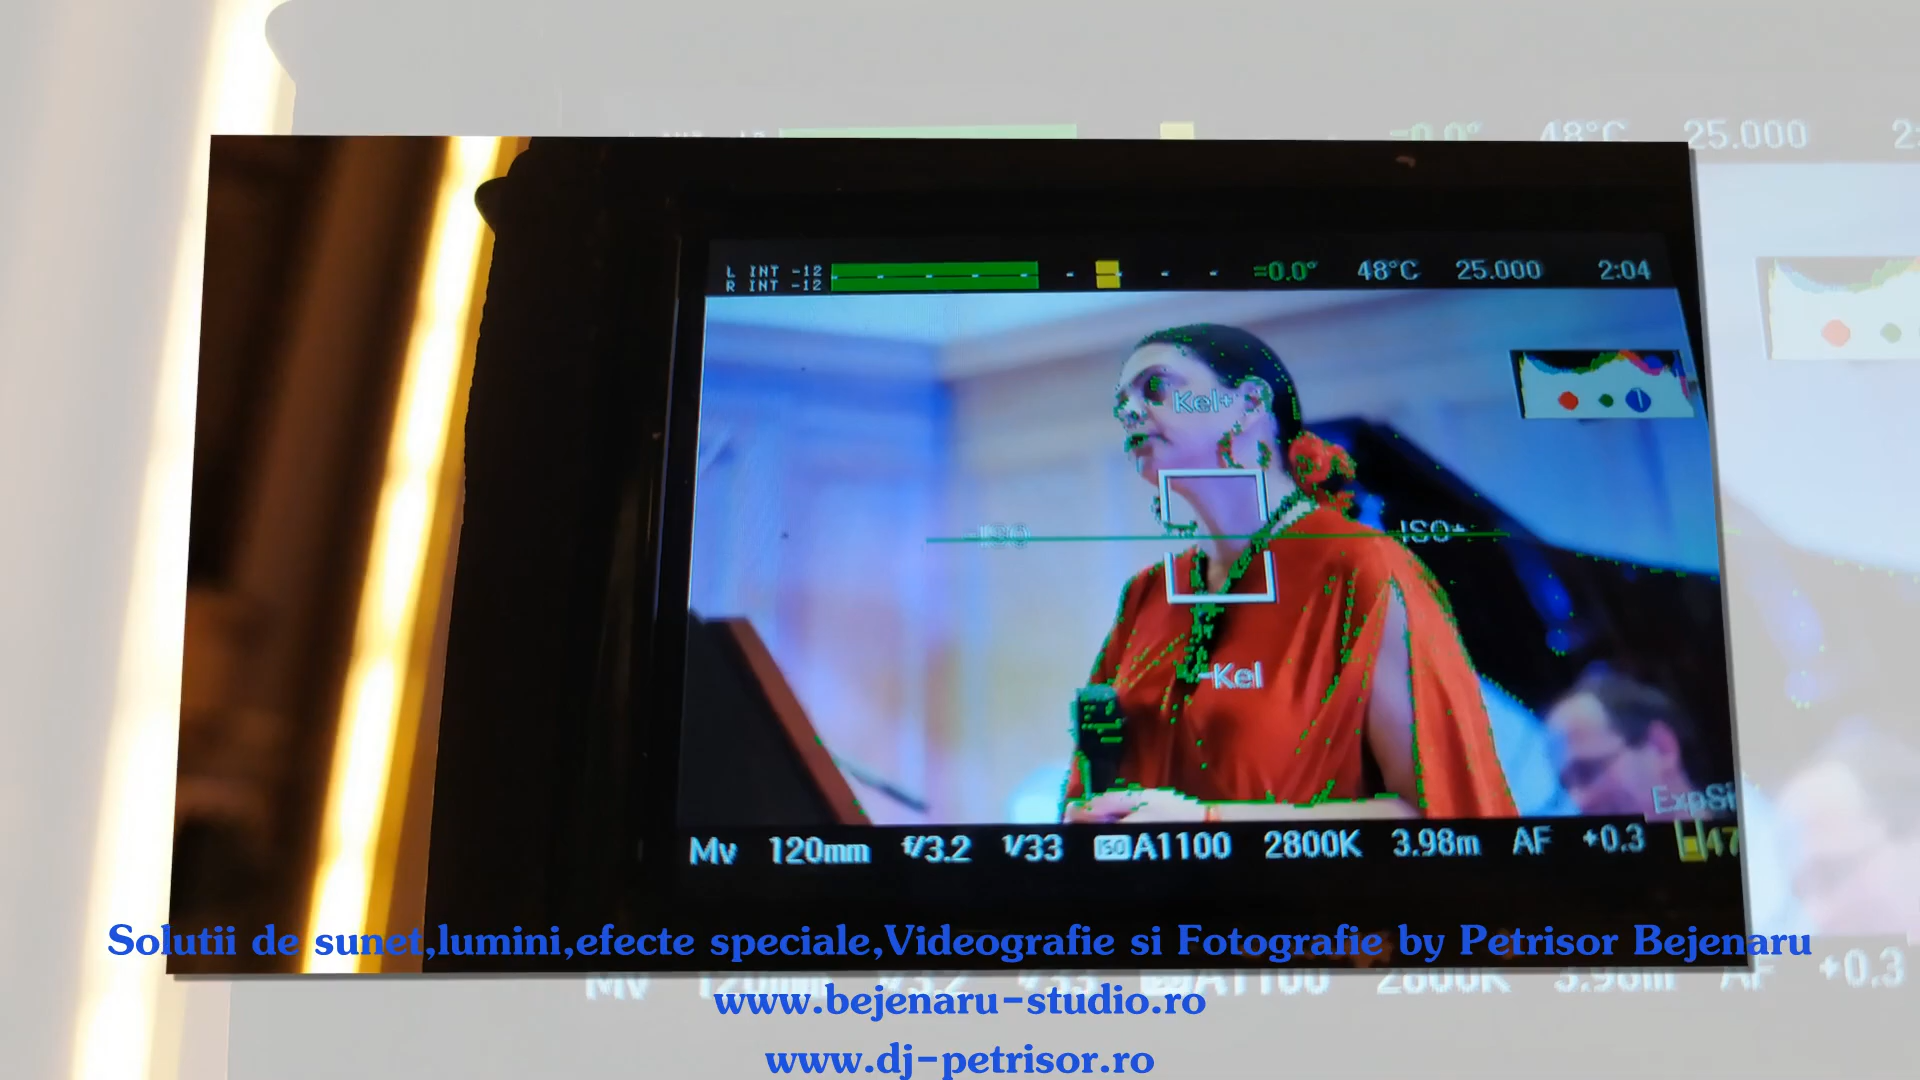 L INT -12
R INT -12
=0.0° 48°C 25.000 2:04
Kel+
-ISO ISO+
-Kel
Mv 120mm f/3.2 1/33 ISO A1100 2800K 3.98m AF +0.3 47
Solutii de sunet,lumini,efecte speciale,Videografie si Fotografie by Petrisor Bejenaru
www.bejenaru-studio.ro
www.dj-petrisor.ro